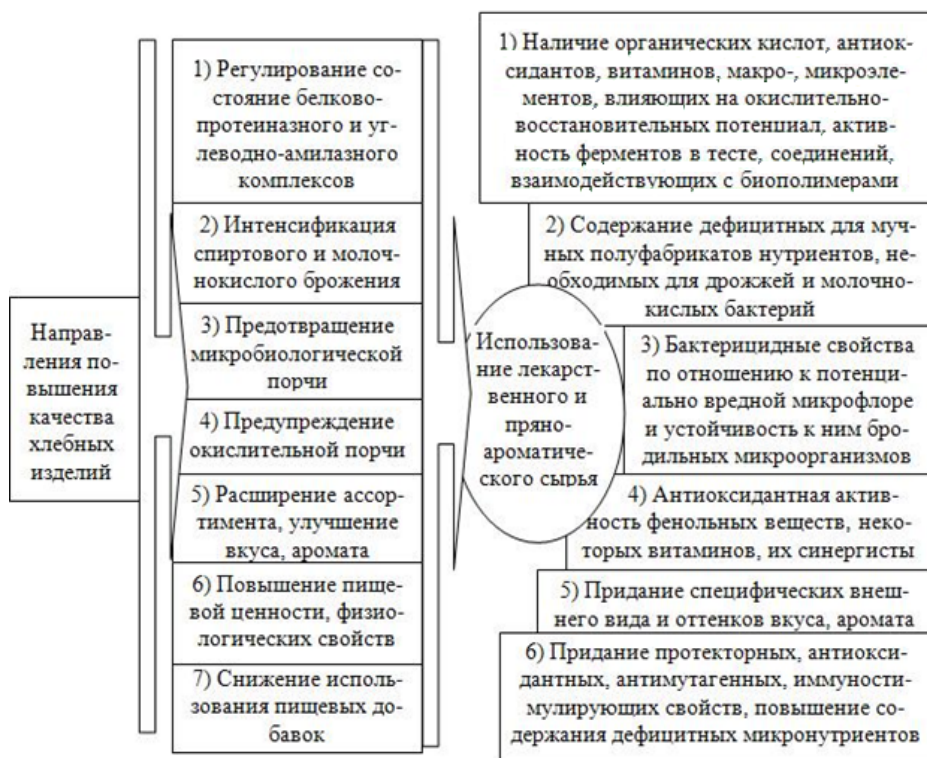 Направ-
ления по-
вышения
качества
хлебных
изделий
1) Регулирование со-
стояние белково-
протеиназного и уг-
леводно-амилазного
комплексов
2) Интенсификация
спиртового и молоч-
нокислого брожения
3) Предотвращение
микробиологической
порчи
4) Предупреждение
окислительной порчи
5) Расширение ассор-
тимента, улучшение
вкуса, аромата
6) Повышение пище-
вой ценности, физио-
логических свойств
7) Снижение исполь-
зования пищевых до-
бавок
Использова-
ние лекарст-
венного и
пряно-
ароматиче-
ского сырья
1) Наличие органических кислот, антиок-
сидантов, витаминов, макро-, микроэле-
ментов, влияющих на окислительно-
восстановительных потенциал, актив-
ность ферментов в тесте, соединений,
взаимодействующих с биополимерами
2) Содержание дефицитных для муч-
ных полуфабрикатов нутриентов, не-
обходимых для дрожжей и молочно-
кислых бактерий
3) Бактерицидные свойства
по отношению к потенци-
ально вредной микрофлоре
и устойчивость к ним бро-
дильных микроорганизмов
4) Антиоксидантная актив-
ность фенольных веществ, неко-
торых витаминов, их синергисты
5) Придание специфических внеш-
него вида и оттенков вкуса, аромата
6) Придание протекторных, антиокси-
дантных, антимутагенных, иммуности-
мулирующих свойств, повышение со-
держания дефицитных микронутриентов